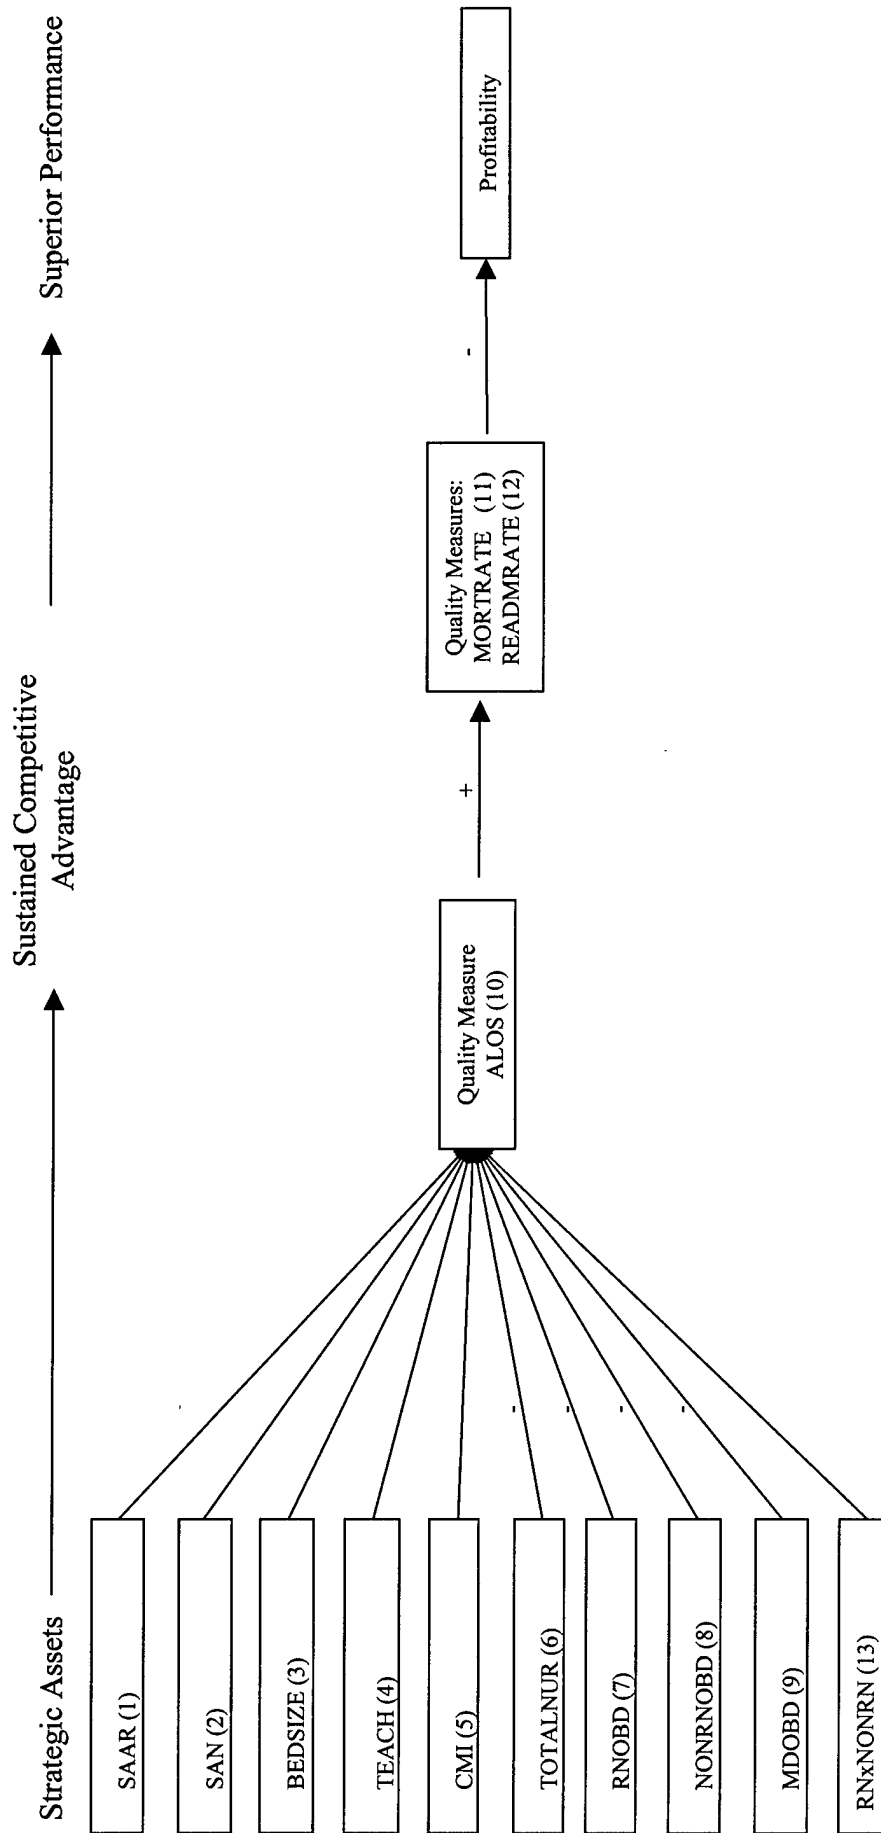 Strategic Assets
Sustained Competitive
Advantage
Superior Performance
SAAR (1)
SAN (2)
BEDSIZE (3)
TEACH (4)
CMI (5)
TOTALNUR (6)
RNOBD (7)
NONRNOBD (8)
MDOBD (9)
RNxNONRN (13)
-
-
-
-
Quality Measure
ALOS (10)
+
Quality Measures:
MORTRATE (11)
READMRATE (12)
-
Profitability